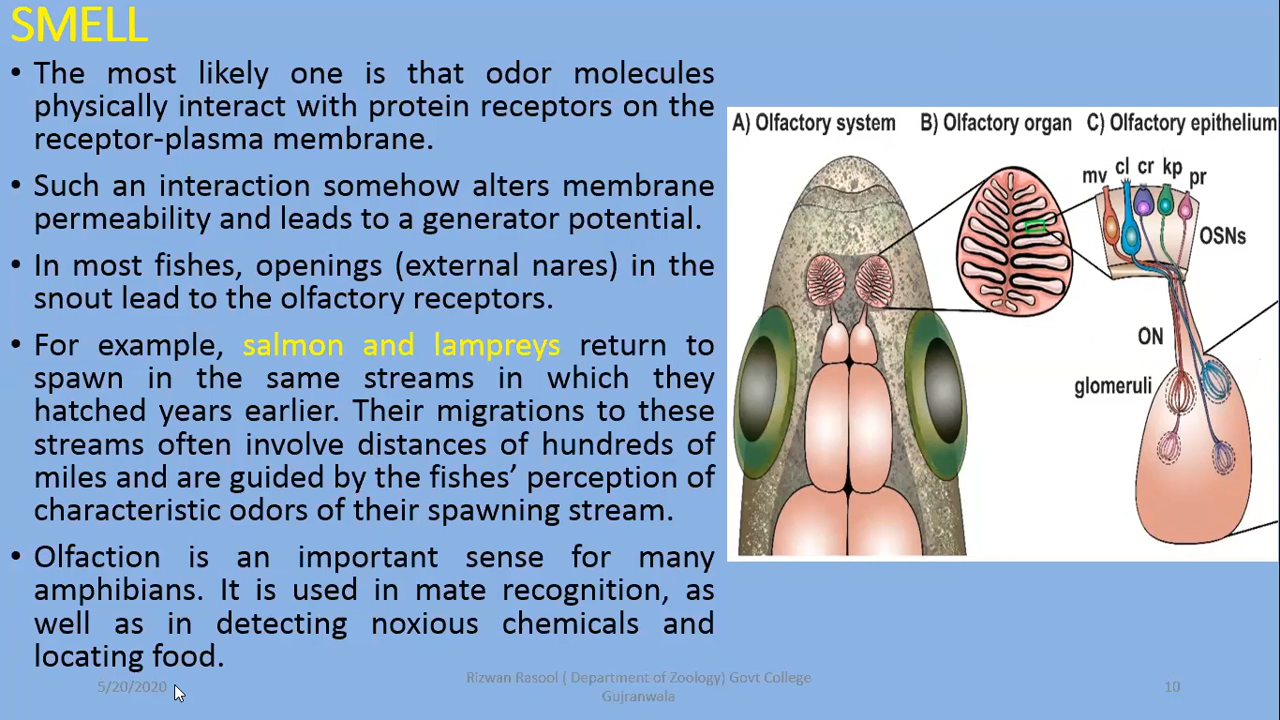 SMELL
• The most likely one is that odor molecules
physically interact with protein receptors on the
receptor-plasma membrane.
• Such an interaction somehow alters membrane
permeability and leads to a generator potential.
• In most fishes, openings (external nares) in the
snout lead to the olfactory receptors.
• For example, salmon and lampreys return to
spawn in the same streams in which they
hatched years earlier. Their migrations to these
streams often involve distances of hundreds of
miles and are guided by the fishes’ perception of
characteristic odors of their spawning stream.
• Olfaction is an important sense for many
amphibians. It is used in mate recognition, as
well as in detecting noxious chemicals and
locating food.
A) Olfactory system B) Olfactory organ C) Olfactory epithelium
mv cl cr kp pr
OSNs
ON
glomeruli
5/20/2020
Rizwan Rasool ( Department of Zoology) Govt College
Gujranwala
10